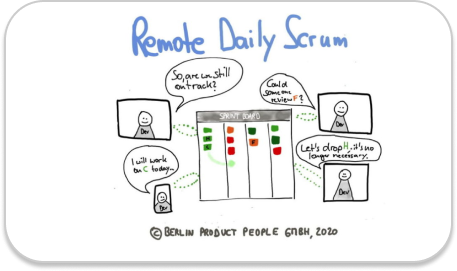 Remote Daily Scrum
So, are we still
on track?
Could
someone
review F?
SPRINT BOARD
Dev
Dev
I will work
on C today...
Let's drop H, it's no
longer necessary.
Dev
Dev
© BERLIN PRODUCT PEOPLE GMBH, 2020